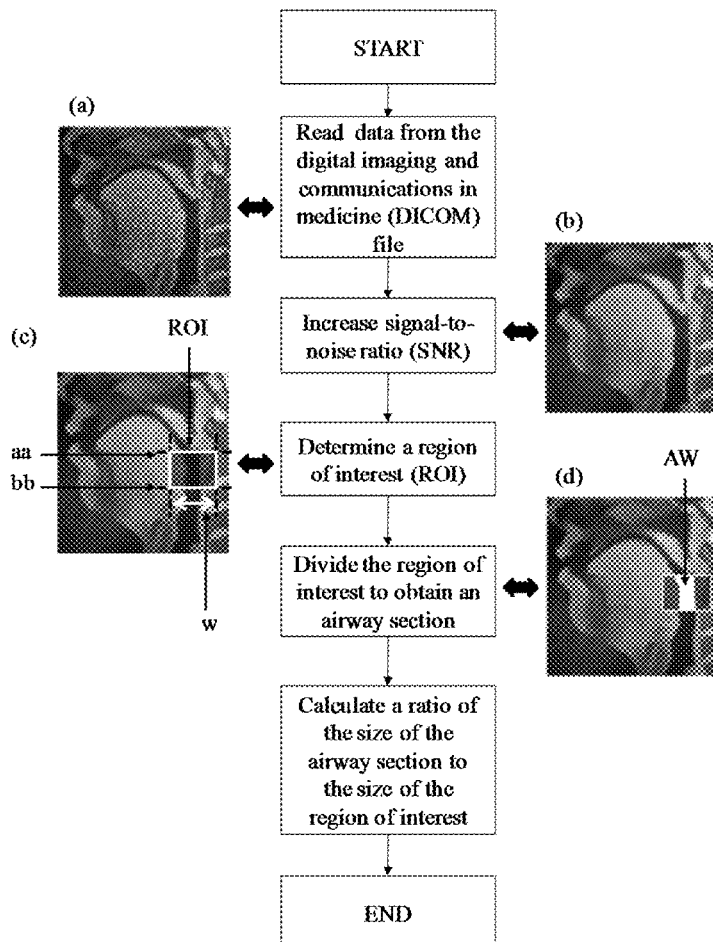 START
(a)
Read data from the
digital imaging and
communications in
medicine (DICOM)
file
(b)
Increase signal-to-
noise ratio (SNR)
(c)
ROI
aa
bb
Determine a region
of interest (ROI)
w
(d)
AW
Divide the region of
interest to obtain an
airway section
Calculate a ratio of
the size of the
airway section to
the size of the
region of interest
END